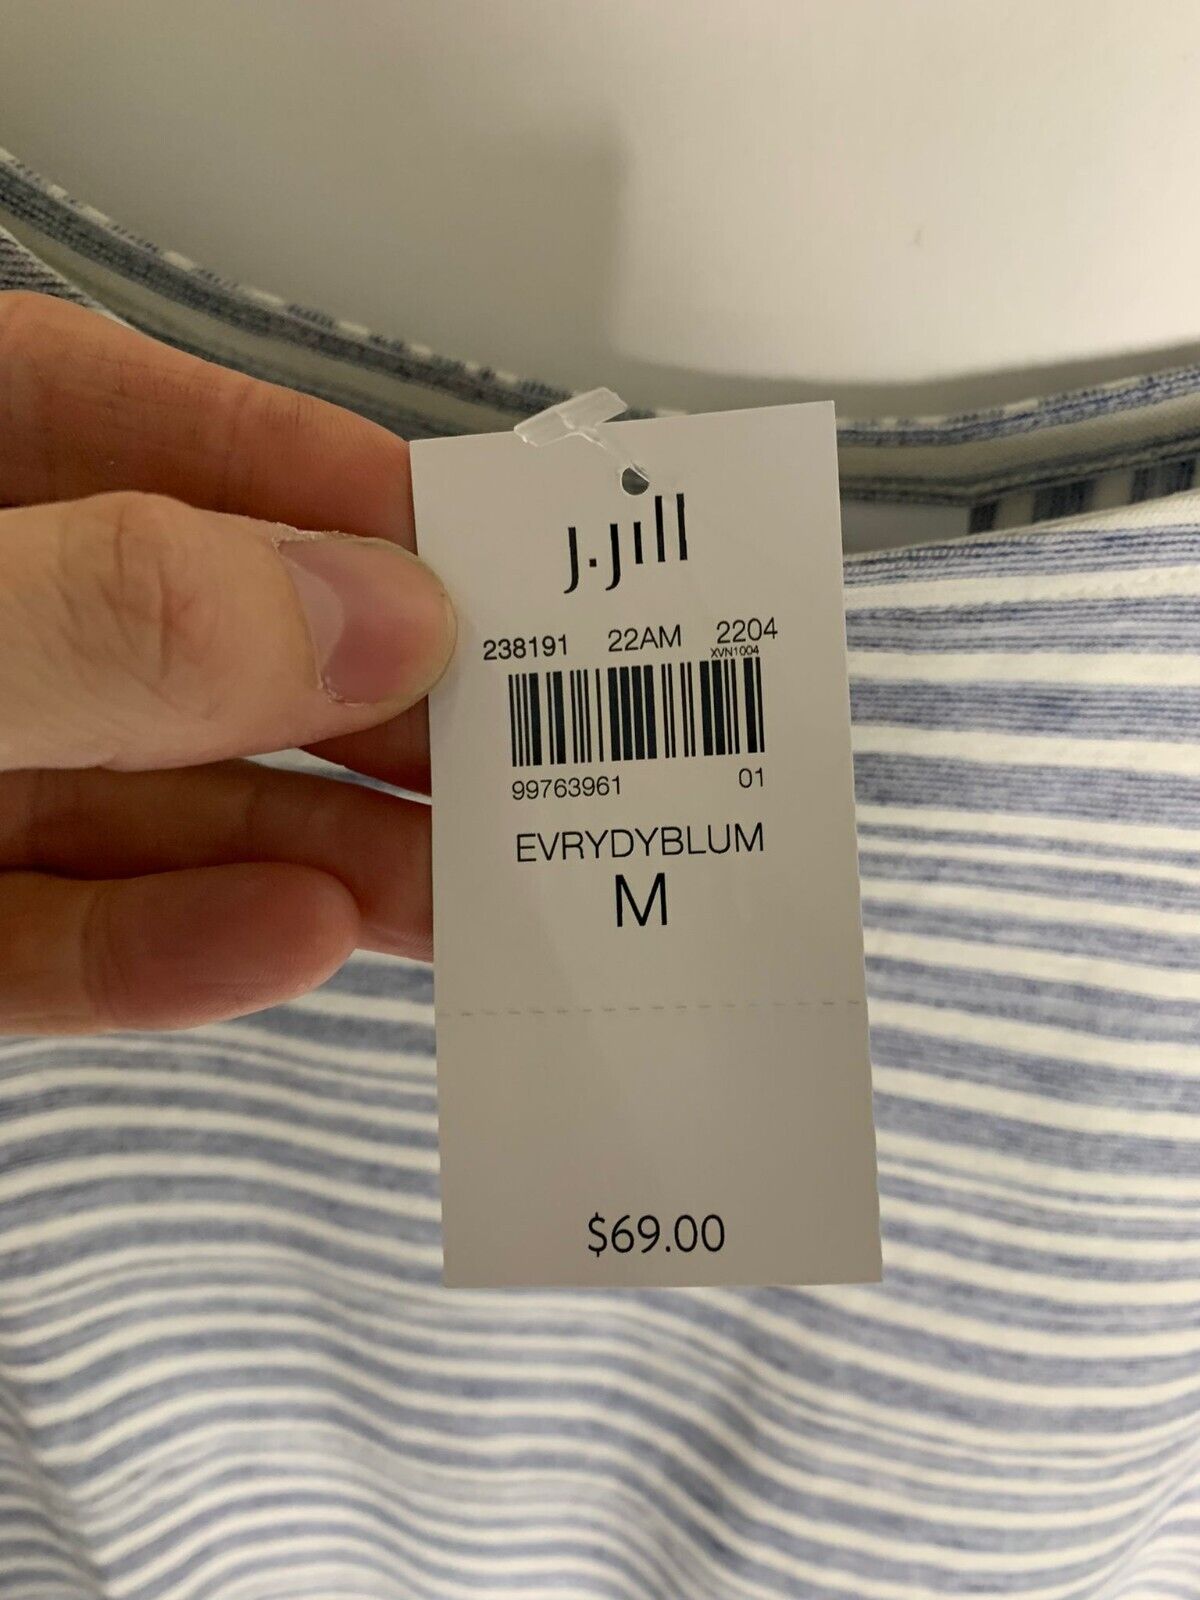 J.Jill
238191 22AM 2204
XVN1004
99763961 01
EVRYDYBLUM
M
$69.00